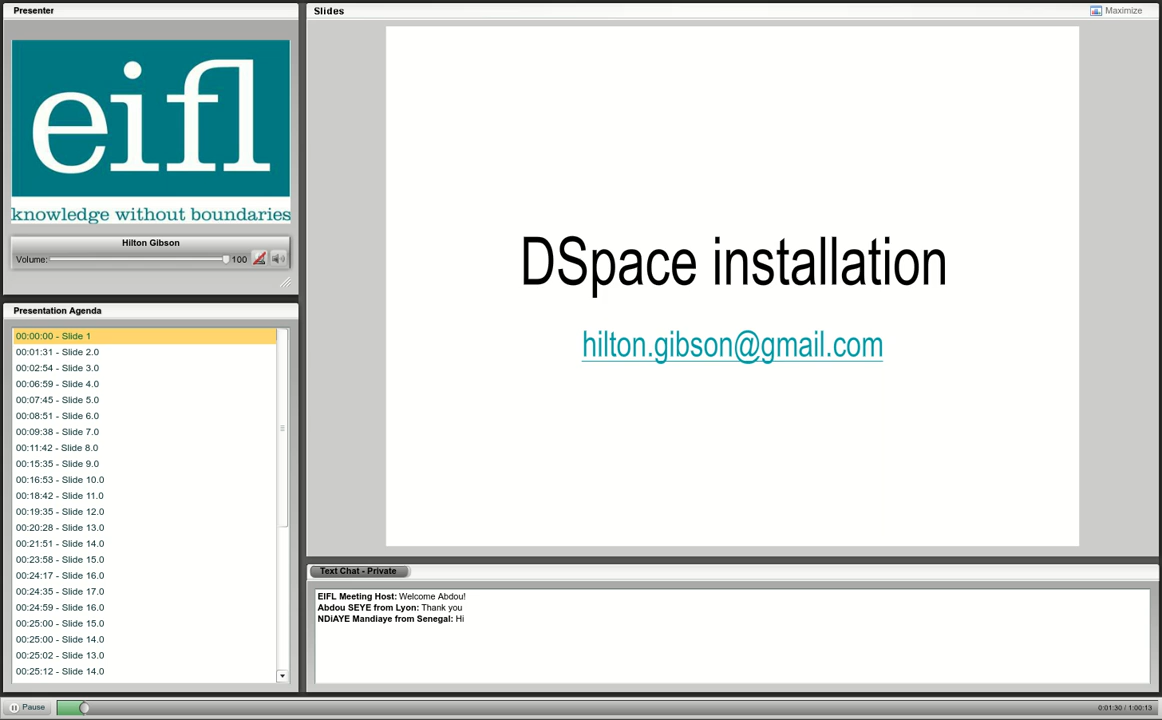 Presenter
eifl
knowledge without boundaries
Hilton Gibson
Volume: 100
Presentation Agenda
00:00:00 - Slide 1
00:01:31 - Slide 2.0
00:02:54 - Slide 3.0
00:06:59 - Slide 4.0
00:07:45 - Slide 5.0
00:08:51 - Slide 6.0
00:09:38 - Slide 7.0
00:11:42 - Slide 8.0
00:15:35 - Slide 9.0
00:16:53 - Slide 10.0
00:18:42 - Slide 11.0
00:19:35 - Slide 12.0
00:20:28 - Slide 13.0
00:21:51 - Slide 14.0
00:23:58 - Slide 15.0
00:24:17 - Slide 16.0
00:24:35 - Slide 17.0
00:24:59 - Slide 16.0
00:25:00 - Slide 15.0
00:25:00 - Slide 14.0
00:25:02 - Slide 13.0
00:25:12 - Slide 14.0
Slides
Maximize
DSpace installation
hilton.gibson@gmail.com
Text Chat - Private
EIFL Meeting Host: Welcome Abdou!
Abdou SEYE from Lyon: Thank you
NDiAYE Mandiaye from Senegal: Hi
Pause
0:01:30 / 1:00:13